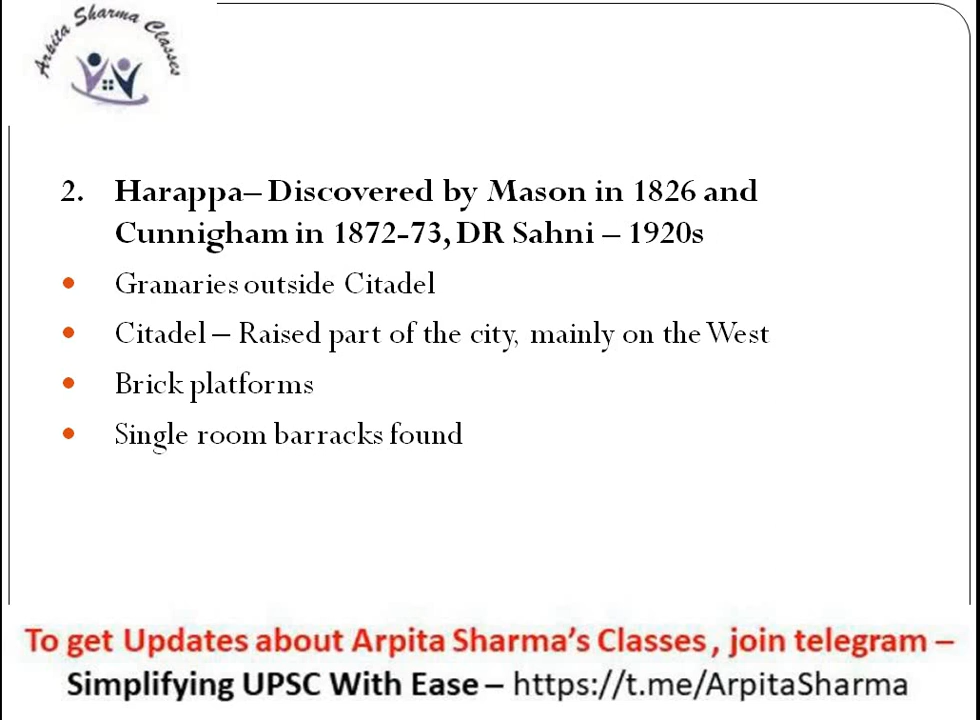 Arpita Sharma Classes
2. Harappa– Discovered by Mason in 1826 and
Cunnigham in 1872-73, DR Sahni – 1920s
• Granaries outside Citadel
• Citadel – Raised part of the city, mainly on the West
• Brick platforms
• Single room barracks found
To get Updates about Arpita Sharma's Classes, join telegram –
Simplifying UPSC With Ease – https://t.me/ArpitaSharma